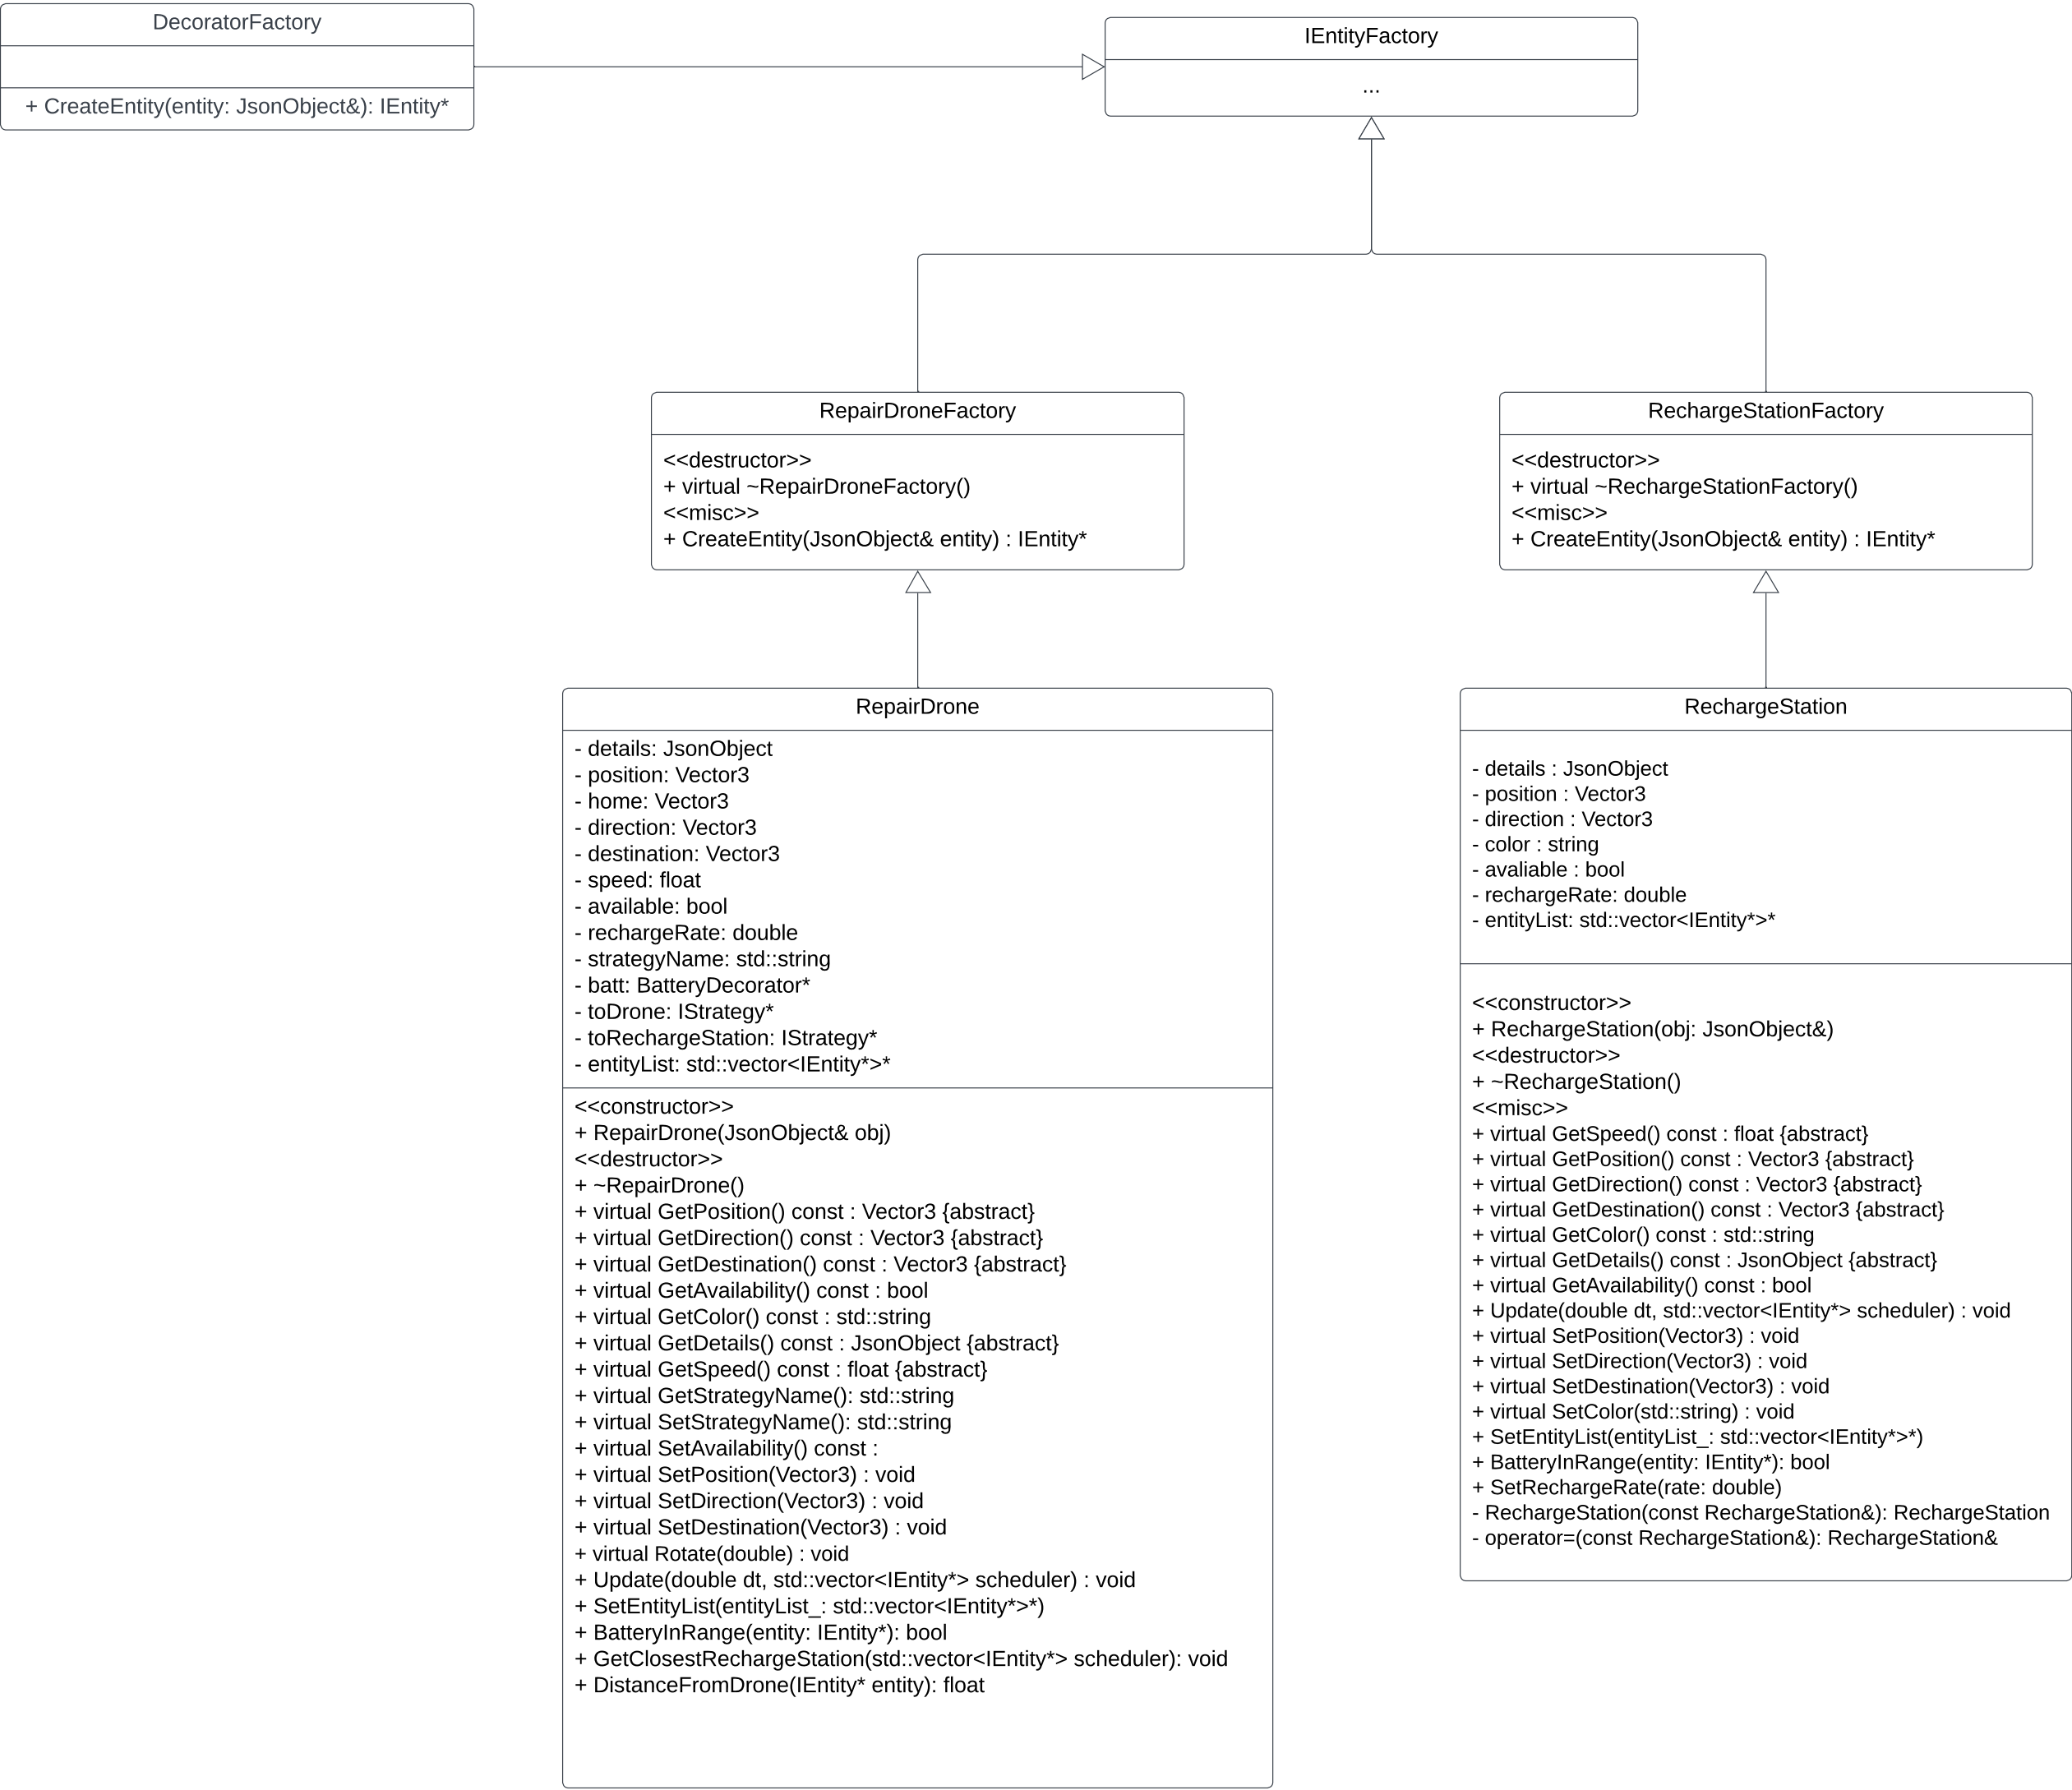 DecoratorFactory
+ CreateEntity(entity: JsonObject&): IEntity*
IEntityFactory
...
RepairDroneFactory
<<destructor>>
+ virtual ~RepairDroneFactory()
<<misc>>
+ CreateEntity(JsonObject& entity) : IEntity*
RechargeStationFactory
<<destructor>>
+ virtual ~RechargeStationFactory()
<<misc>>
+ CreateEntity(JsonObject& entity) : IEntity*
RepairDrone
- details: JsonObject
- position: Vector3
- home: Vector3
- direction: Vector3
- destination: Vector3
- speed: float
- available: bool
- rechargeRate: double
- strategyName: std::string
- batt: BatteryDecorator*
- toDrone: IStrategy*
- toRechargeStation: IStrategy*
- entityList: std::vector<IEntity*>*
<<constructor>>
+ RepairDrone(JsonObject& obj)
<<destructor>>
+ ~RepairDrone()
+ virtual GetPosition() const : Vector3 {abstract}
+ virtual GetDirection() const : Vector3 {abstract}
+ virtual GetDestination() const : Vector3 {abstract}
+ virtual GetAvailability() const : bool
+ virtual GetColor() const : std::string
+ virtual GetDetails() const : JsonObject {abstract}
+ virtual GetSpeed() const : float {abstract}
+ virtual GetStrategyName(): std::string
+ virtual SetStrategyName(): std::string
+ virtual SetAvailability() const :
+ virtual SetPosition(Vector3) : void
+ virtual SetDirection(Vector3) : void
+ virtual SetDestination(Vector3) : void
+ virtual Rotate(double) : void
+ Update(double dt, std::vector<IEntity*> scheduler) : void
+ SetEntityList(entityList_: std::vector<IEntity*>*)
+ BatteryInRange(entity: IEntity*): bool
+ GetClosestRechargeStation(std::vector<IEntity*> scheduler): void
+ DistanceFromDrone(IEntity* entity): float
RechargeStation
- details : JsonObject
- position : Vector3
- direction : Vector3
- color : string
- avaliable : bool
- rechargeRate: double
- entityList: std::vector<IEntity*>*
<<constructor>>
+ RechargeStation(obj: JsonObject&)
<<destructor>>
+ ~RechargeStation()
<<misc>>
+ virtual GetSpeed() const : float {abstract}
+ virtual GetPosition() const : Vector3 {abstract}
+ virtual GetDirection() const : Vector3 {abstract}
+ virtual GetDestination() const : Vector3 {abstract}
+ virtual GetColor() const : std::string
+ virtual GetDetails() const : JsonObject {abstract}
+ virtual GetAvailability() const : bool
+ Update(double dt, std::vector<IEntity*> scheduler) : void
+ virtual SetPosition(Vector3) : void
+ virtual SetDirection(Vector3) : void
+ virtual SetDestination(Vector3) : void
+ virtual SetColor(std::string) : void
+ SetEntityList(entityList_: std::vector<IEntity*>*)
+ BatteryInRange(entity: IEntity*): bool
+ SetRechargeRate(rate: double)
- RechargeStation(const RechargeStation&): RechargeStation
- operator=(const RechargeStation&): RechargeStation&